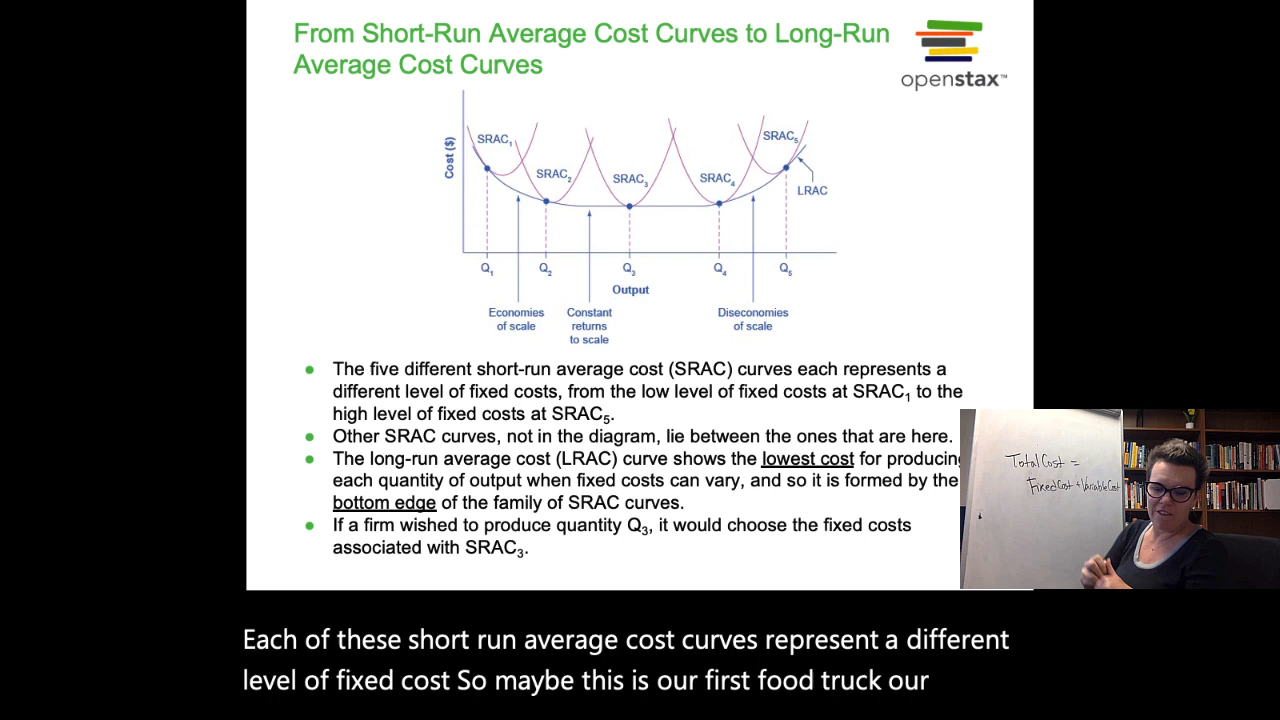 From Short-Run Average Cost Curves to Long-Run
Average Cost Curves
openstax™
Cost ($)
SRAC1
SRAC2
SRAC3
SRAC4
SRAC5
LRAC
Q1
Q2
Q3
Q4
Q5
Output
Economies
of scale
Constant
returns
to scale
Diseconomies
of scale
● The five different short-run average cost (SRAC) curves each represents a
different level of fixed costs, from the low level of fixed costs at SRAC1 to the
high level of fixed costs at SRAC5.
● Other SRAC curves, not in the diagram, lie between the ones that are here.
● The long-run average cost (LRAC) curve shows the lowest cost for producin
each quantity of output when fixed costs can vary, and so it is formed by the
bottom edge of the family of SRAC curves.
● If a firm wished to produce quantity Q3, it would choose the fixed costs
associated with SRAC3.
Total Cost =
Fixed Cost + Variable Cost
Each of these short run average cost curves represent a different
level of fixed cost So maybe this is our first food truck our